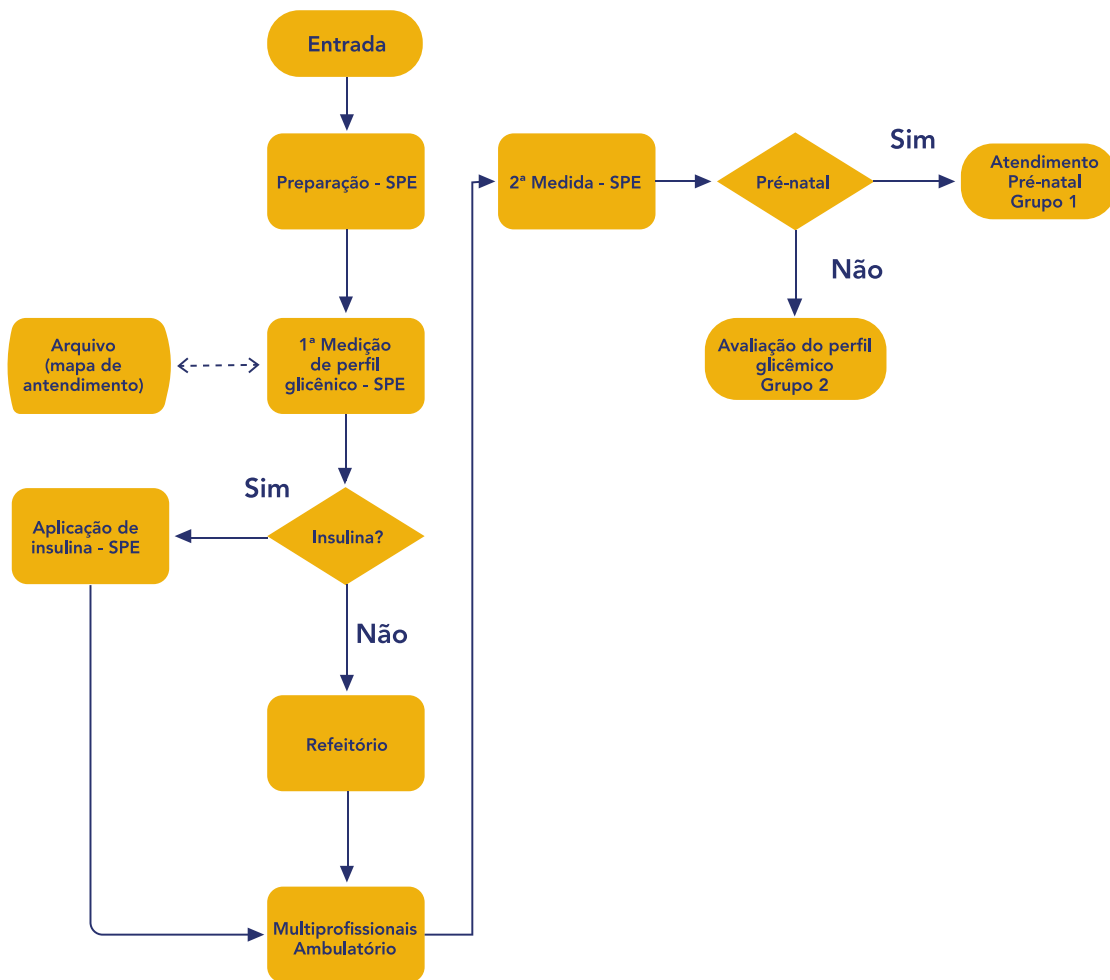 Entrada
Preparação - SPE
1ª Medição
de perfil
glicênico - SPE
Arquivo
(mapa de
antendimento)
Insulina?
Sim
Aplicação de
insulina - SPE
Não
Refeitório
Multiprofissionais
Ambulatório
2ª Medida - SPE
Pré-natal
Sim
Atendimento
Pré-natal
Grupo 1
Não
Avaliação do perfil
glicêmico
Grupo 2